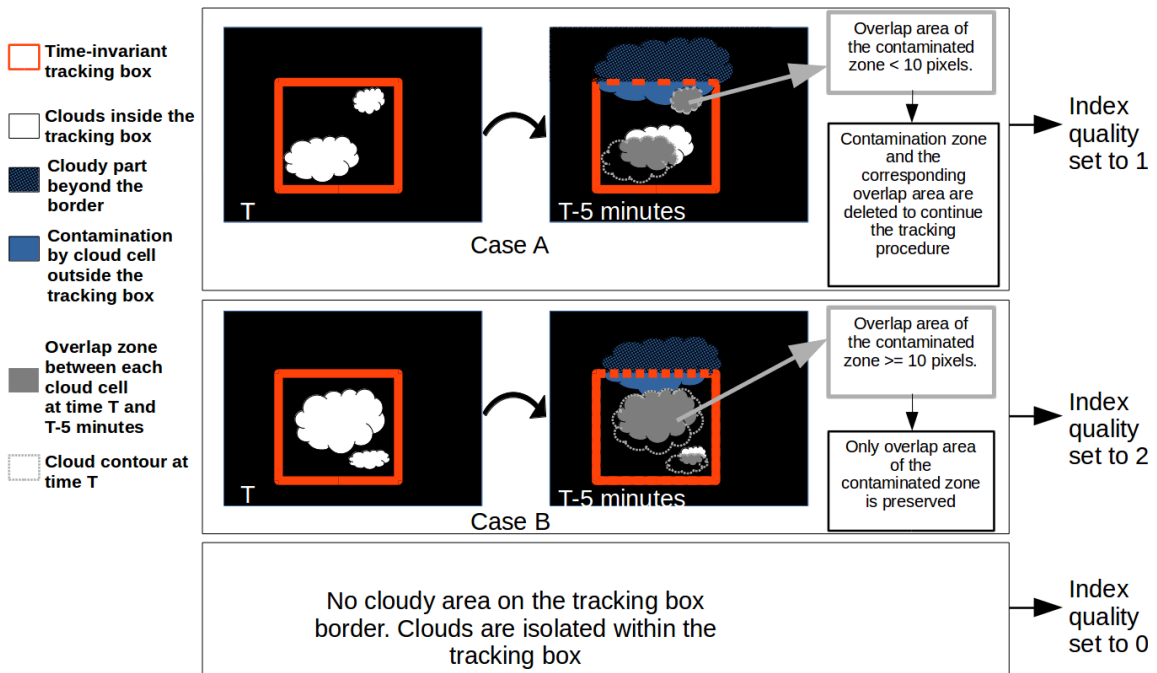 Time-invariant
tracking box
Clouds inside the
tracking box
Cloudy part
beyond the
border
Contamination
by cloud cell
outside the
tracking box
Overlap zone
between each
cloud cell
at time T and
T-5 minutes
Cloud contour at
time T
T
T-5 minutes
Case A
Overlap area of
the contaminated
zone < 10 pixels.
Contamination zone
and the
corresponding
overlap area are
deleted to continue
the tracking
procedure
Index
quality
set to 1
T
T-5 minutes
Case B
Overlap area of
the contaminated
zone >= 10 pixels.
Only overlap area
of the
contaminated zone
is preserved
Index
quality
set to 2
No cloudy area on the tracking box
border. Clouds are isolated within the
tracking box
Index
quality
set to 0